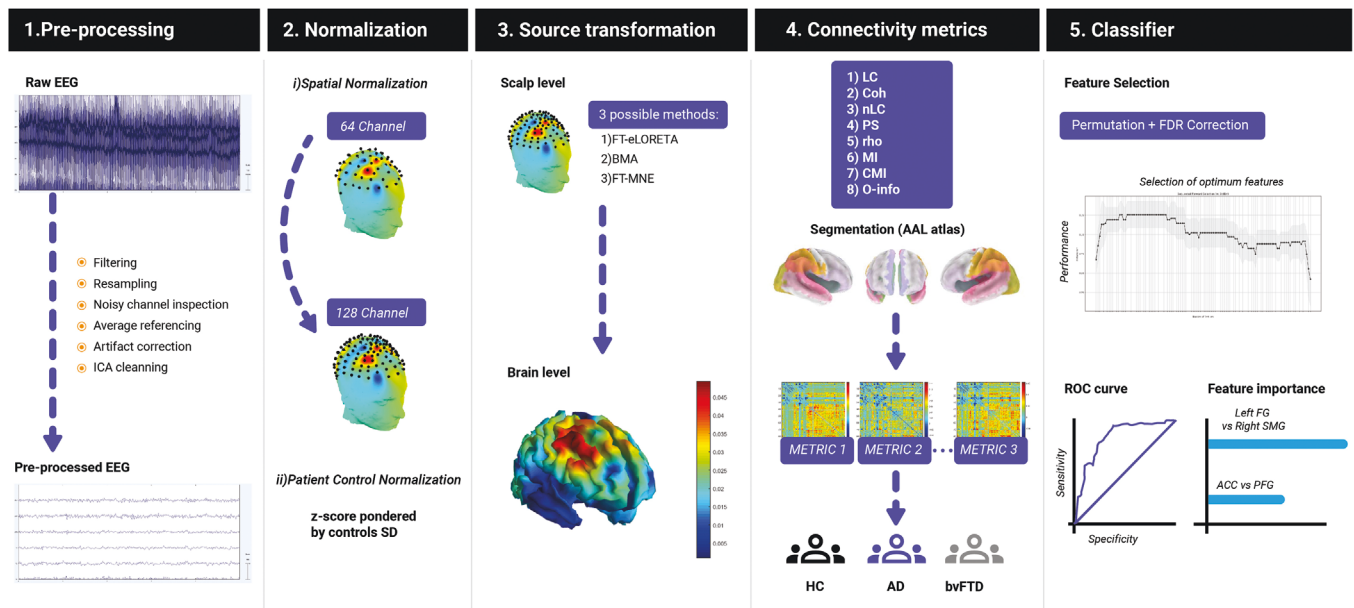 1.Pre-processing
Raw EEG
Filtering
Resampling
Noisy channel inspection
Average referencing
Artifact correction
ICA cleanning
Pre-processed EEG
2. Normalization
i)Spatial Normalization
64 Channel
128 Channel
ii)Patient Control Normalization
z-score pondered
by controls SD
3. Source transformation
Scalp level
3 possible methods:
1)FT-eLORETA
2)BMA
3)FT-MNE
Brain level
0.045
0.04
0.035
0.03
0.025
0.02
0.015
0.01
0.005
4. Connectivity metrics
1) LC
2) Coh
3) nLC
4) PS
5) rho
6) MI
7) CMI
8) O-info
Segmentation (AAL atlas)
METRIC 1
METRIC 2
METRIC 3
HC
AD
bvFTD
5. Classifier
Feature Selection
Permutation + FDR Correction
Selection of optimum features
Performance
ROC curve
Sensitivity
Specificity
Feature importance
Left FG
vs Right SMG
ACC vs PFG